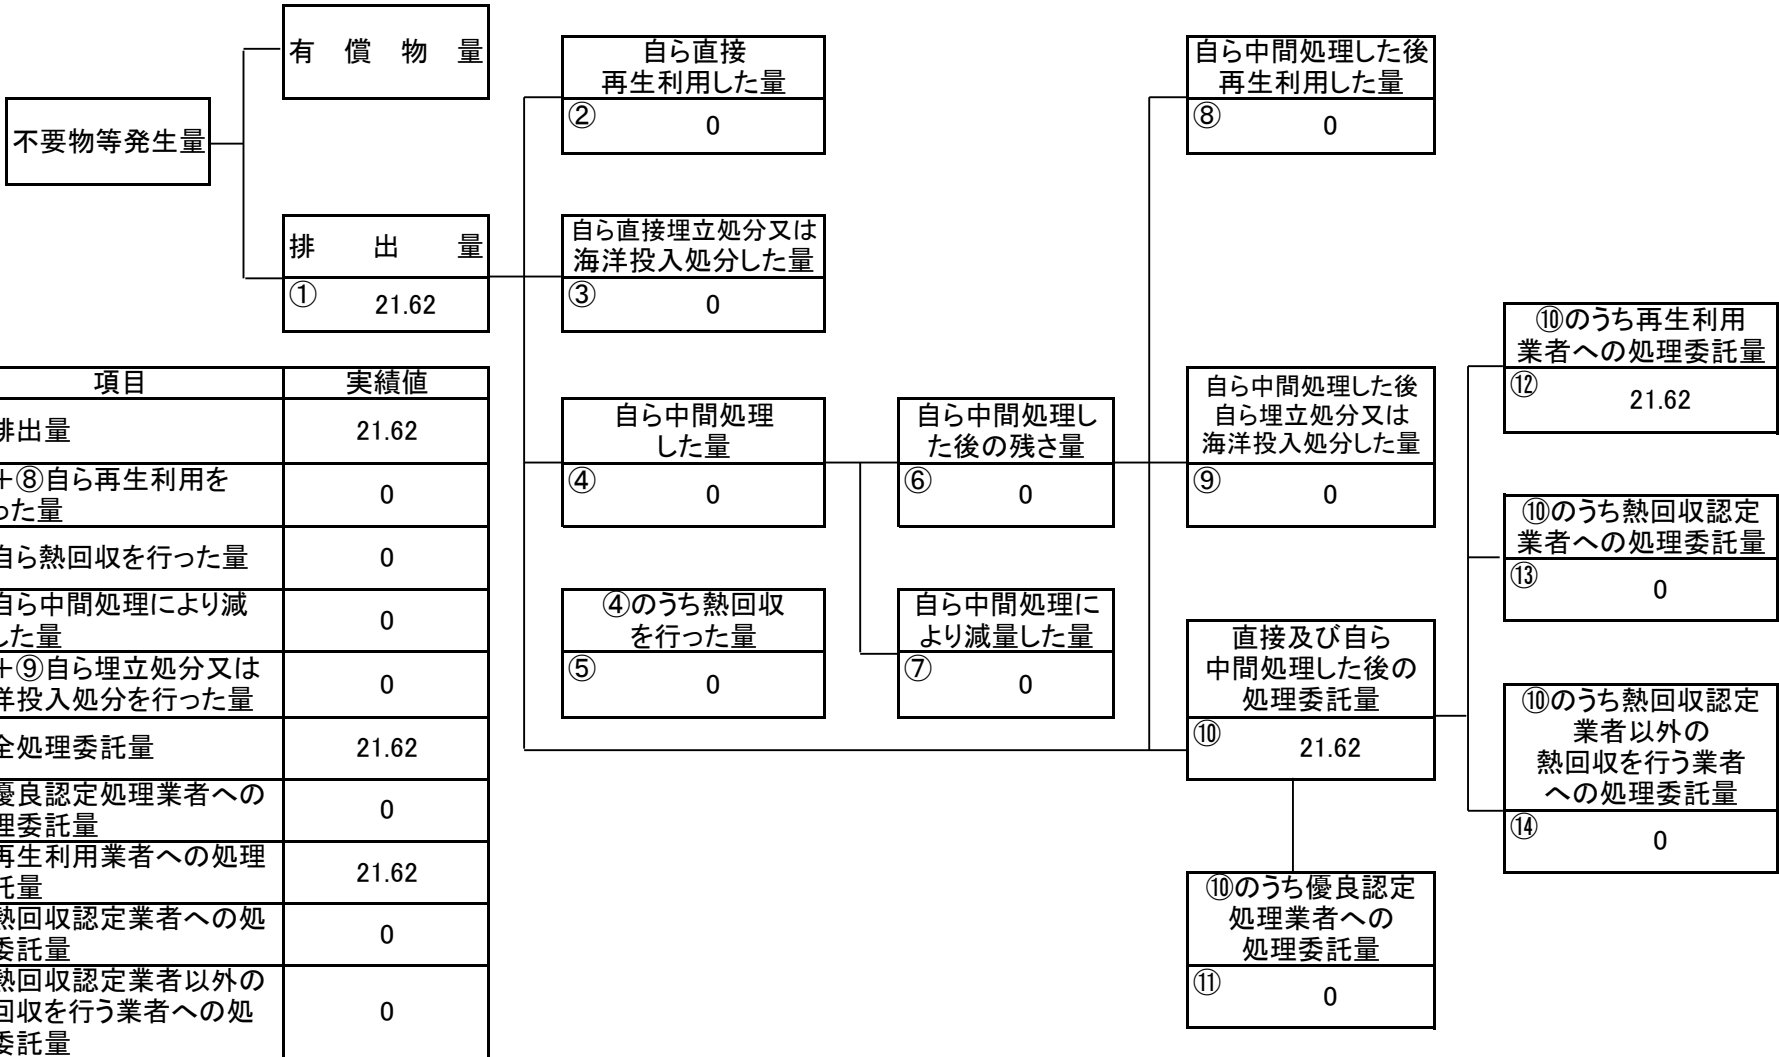 有 償 物 量
不要物等発生量
排 出 量
① 21.62
自ら直接
再生利用した量
② 0
自ら直接埋立処分又は
海洋投入処分した量
③ 0
自ら中間処理
した量
④ 0
④のうち熱回収
を行った量
⑤ 0
自ら中間処理し
た後の残さ量
⑥ 0
自ら中間処理に
より減量した量
⑦ 0
自ら中間処理した後
再生利用した量
⑧ 0
自ら中間処理した後
自ら埋立処分又は
海洋投入処分した量
⑨ 0
直接及び自ら
中間処理した後の
処理委託量
⑩ 21.62
⑩のうち優良認定
処理業者への
処理委託量
⑪ 0
⑩のうち再生利用
業者への処理委託量
⑫ 21.62
⑩のうち熱回収認定
業者への処理委託量
⑬ 0
⑩のうち熱回収認定
業者以外の
熱回収を行う業者
への処理委託量
⑭ 0
項目 実績値
排出量 21.62
+⑧自ら再生利用を
った量 0
自ら熱回収を行った量 0
自ら中間処理により減
した量 0
+⑨自ら埋立処分又は
洋投入処分を行った量 0
全処理委託量 21.62
優良認定処理業者への
理委託量 0
再生利用業者への処理
託量 21.62
熱回収認定業者への処
委託量 0
熱回収認定業者以外の
回収を行う業者への処
委託量 0